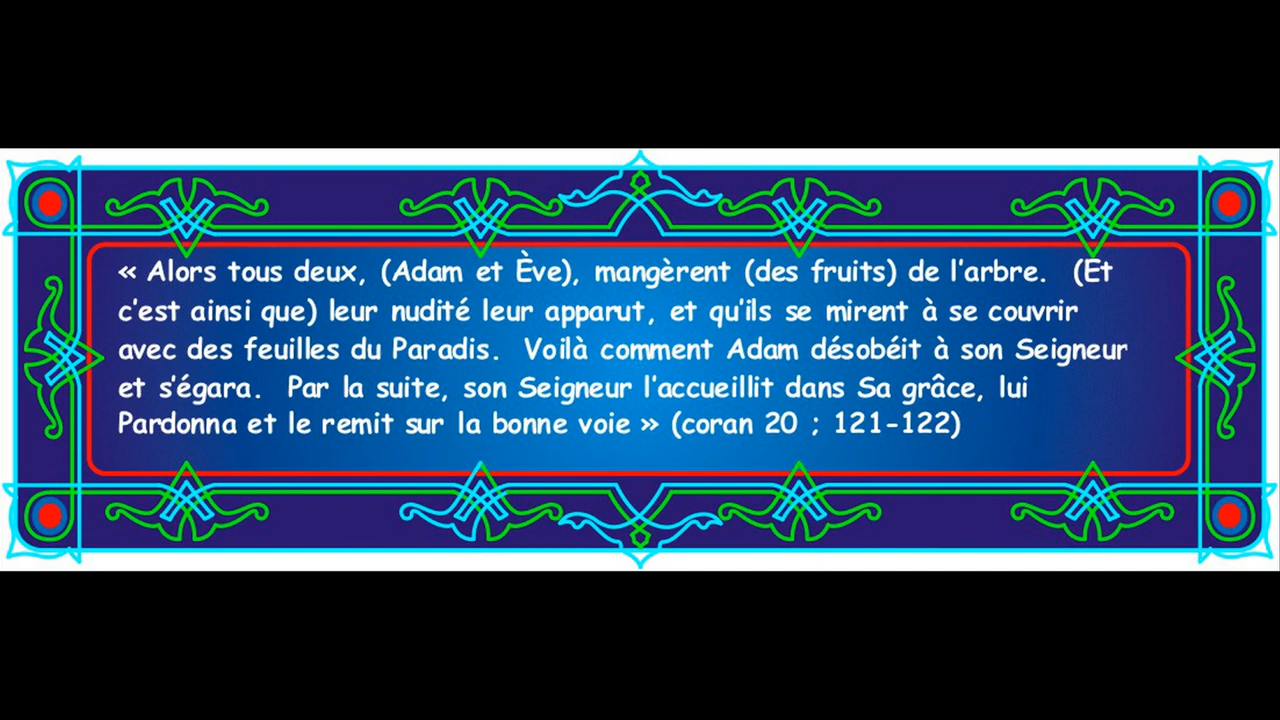 « Alors tous deux, (Adam et Ève), mangèrent (des fruits) de l'arbre. (Et
c'est ainsi que) leur nudité leur apparut, et qu'ils se mirent à se couvrir
avec des feuilles du Paradis. Voilà comment Adam désobéit à son Seigneur
et s'égara. Par la suite, son Seigneur l'accueillit dans Sa grâce, lui
Pardonna et le remit sur la bonne voie » (coran 20 ; 121-122)